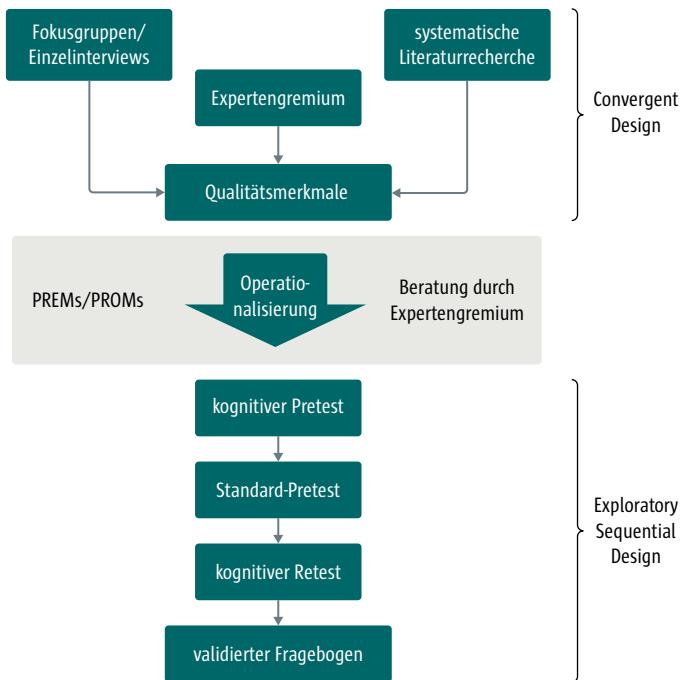 Fokusgruppen/
Einzelinterviews
systematische
Literaturrecherche
Expertengremium
Convergent
Design
Qualitätsmerkmale
PREMs/PROMs
Operatio-
nalisierung
Beratung durch
Expertengremium
kognitiver Pretest
Standard-Pretest
Exploratory
Sequential
Design
kognitiver Retest
validierter Fragebogen